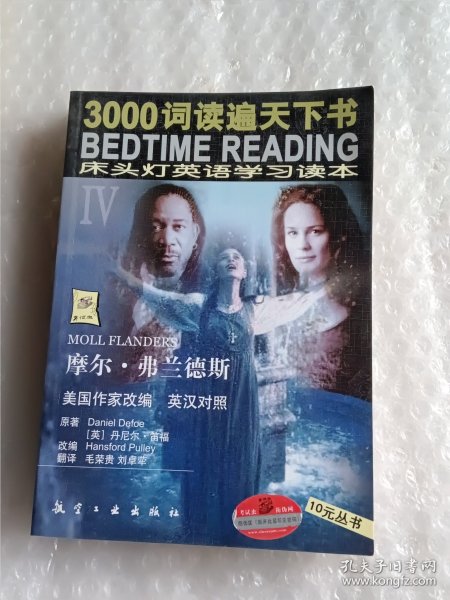 3000词读遍天下书
BEDTIME READING
床头灯英语学习读本
IV
MOLL FLANDERS
摩尔·弗兰德斯
美国作家改编 英汉对照
原著 Daniel Defoe
[英] 丹尼尔·笛福
改编 Hansford Pulley
翻译 毛荣贵 刘卓荦
航空工业出版社
10元丛书
孔夫子旧书网
www.kongfz.com